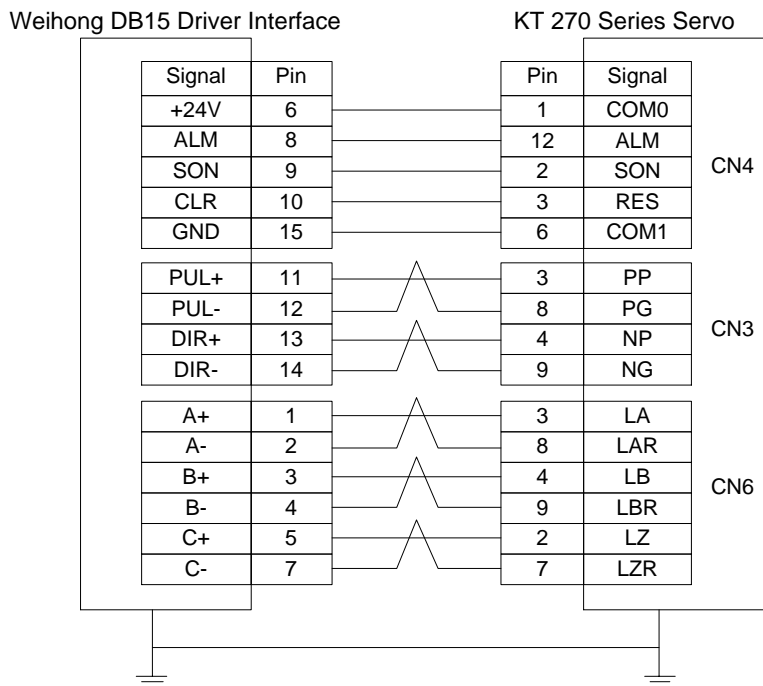 Weihong DB15 Driver Interface KT 270 Series Servo
Signal Pin Pin Signal
+24V 6 1 COM0
ALM 8 12 ALM
SON 9 2 SON
CLR 10 3 RES
GND 15 6 COM1
CN4
PUL+ 11 3 PP
PUL- 12 8 PG
DIR+ 13 4 NP
DIR- 14 9 NG
CN3
A+ 1 3 LA
A- 2 8 LAR
B+ 3 4 LB
B- 4 9 LBR
C+ 5 2 LZ
C- 7 7 LZR
CN6